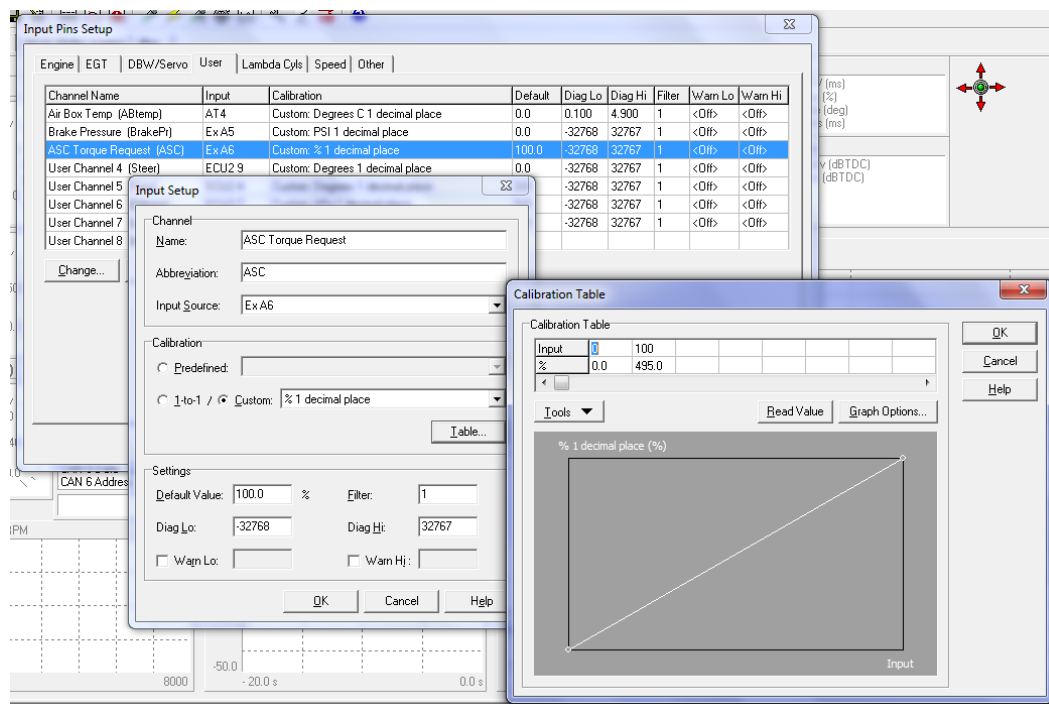 Input Pins Setup
Engine EGT DBW/Servo User Lambda Cyls Speed Other
Channel Name Input Calibration Default Diag Lo Diag Hi Filter Warn Lo Warn Hi
Air Box Temp (ABtemp) AT4 Custom: Degrees C 1 decimal place 0.0 0.100 4.900 1 <Off> <Off>
Brake Pressure (BrakePr) Ex A5 Custom: PSI 1 decimal place 0.0 -32768 32767 1 <Off> <Off>
ASC Torque Request (ASC) Ex A6 Custom: % 1 decimal place 100.0 -32768 32767 1 <Off> <Off>
User Channel 4 (Steer) ECU2 9 Custom: Degrees 1 decimal place 0.0 -32768 32767 1 <Off> <Off>
User Channel 5 -32768 32767 1 <Off> <Off>
User Channel 6 -32768 32767 1 <Off> <Off>
User Channel 7 -32768 32767 1 <Off> <Off>
User Channel 8
Change...
Input Setup
Channel
Name: ASC Torque Request
Abbreviation: ASC
Input Source: Ex A6
Calibration
Predefined:
1-to-1 / Custom: % 1 decimal place
Table...
Settings
Default Value: 100.0 % Filter: 1
Diag Lo: -32768 Diag Hi: 32767
Warn Lo: Warn Hi:
OK Cancel Help
Calibration Table
Calibration Table
Input 0 100
% 0.0 495.0
Tools Read Value Graph Options...
OK
Cancel
Help
% 1 decimal place (%)
Input
(ms)
(%)
(deg)
(ms)
(dBTDC)
(dBTDC)
CAN 6 Addres
8000
-50.0
- 20.0 s
0.0 s